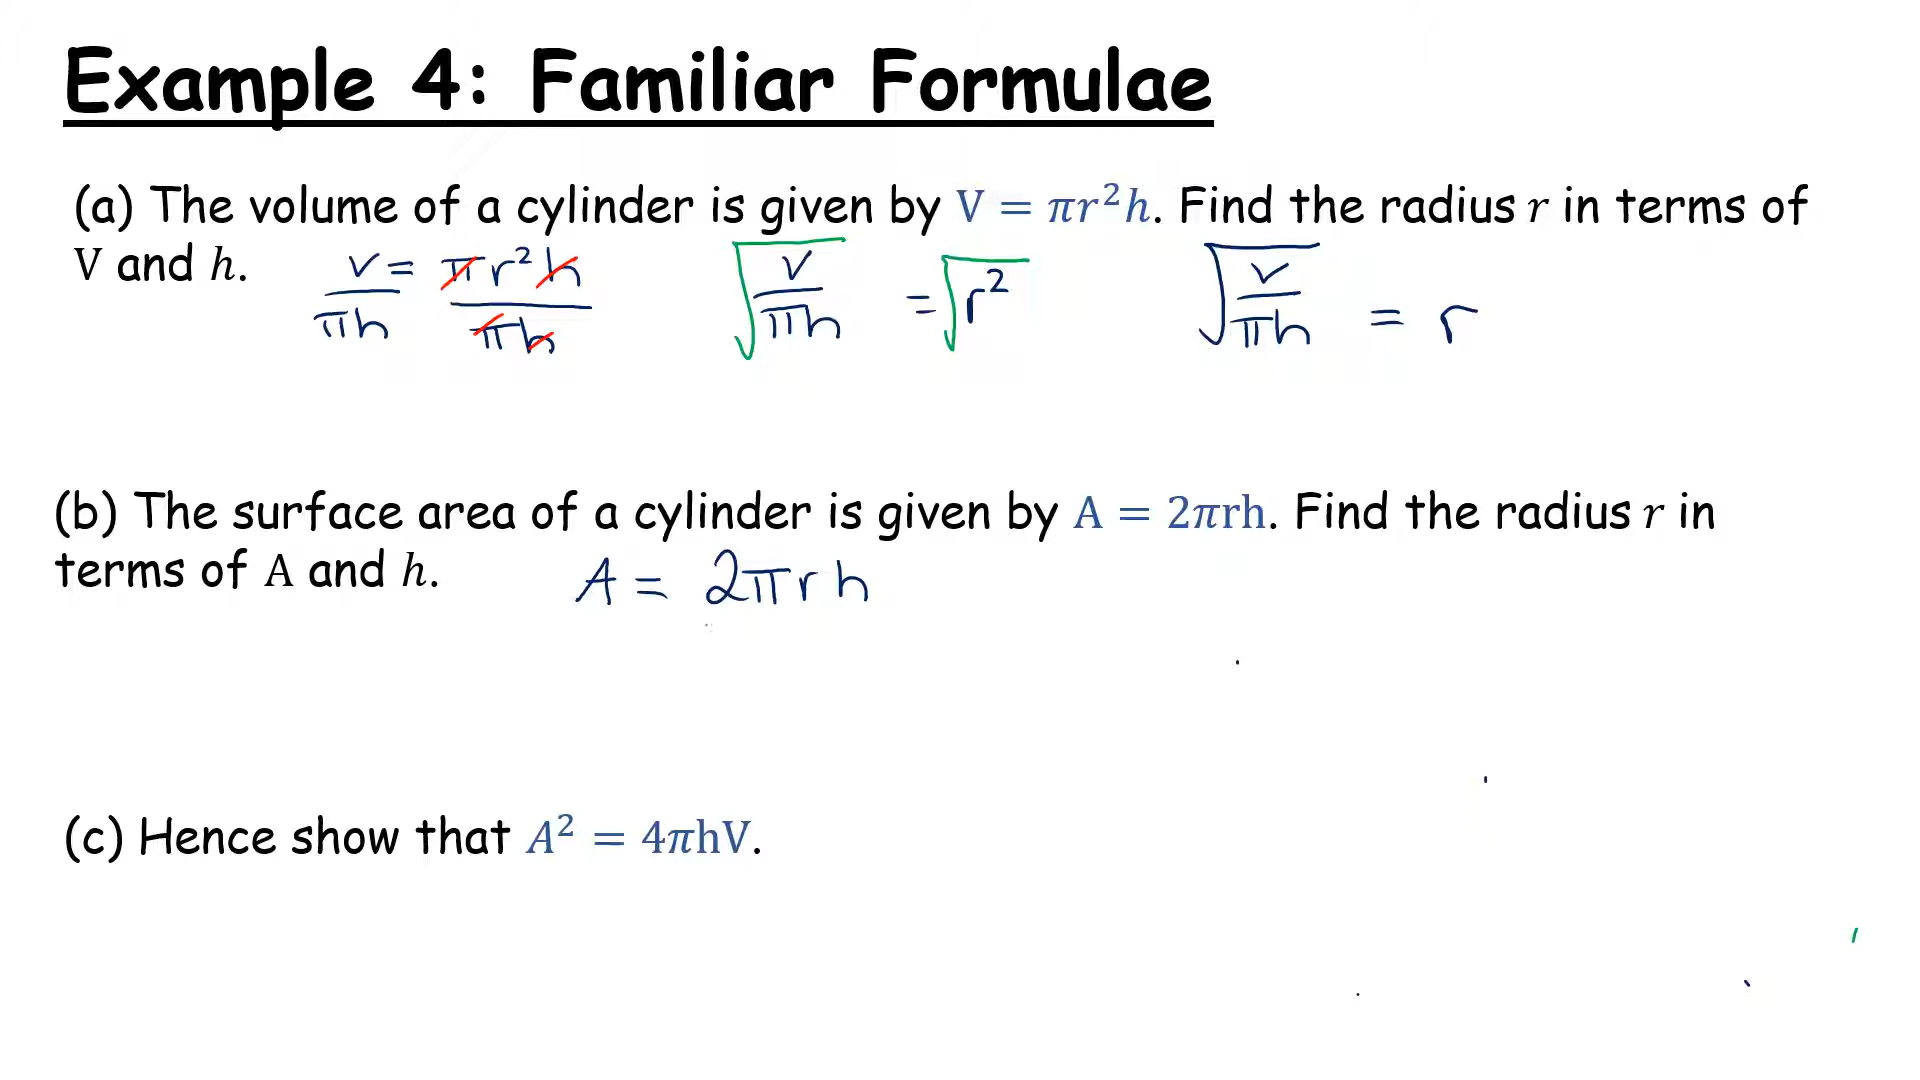 Example 4: Familiar Formulae
(a) The volume of a cylinder is given by V = πr²h. Find the radius r in terms of
V and h.
V/πh = πr²h/πh
√(V/πh) = √r²
√(V/πh) = r
(b) The surface area of a cylinder is given by A = 2πrh. Find the radius r in
terms of A and h.
A = 2πrh
(c) Hence show that A² = 4πhV.